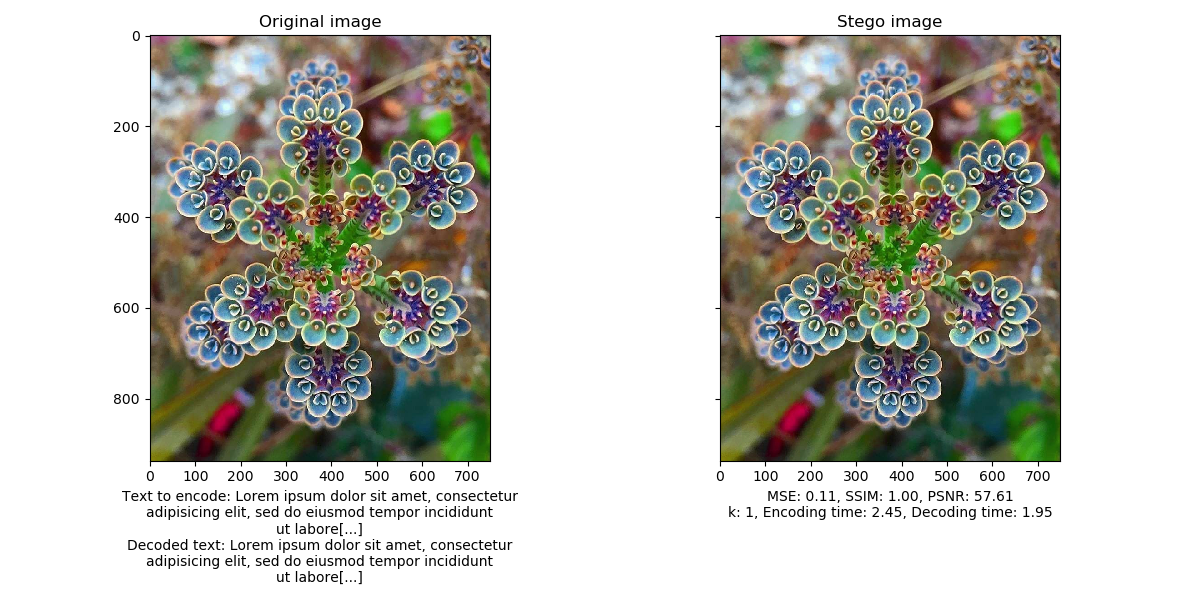 Original image
Stego image
0
200
400
600
800
0 100 200 300 400 500 600 700
0 100 200 300 400 500 600 700
Text to encode: Lorem ipsum dolor sit amet, consectetur
adipisicing elit, sed do eiusmod tempor incididunt
ut labore[...]
Decoded text: Lorem ipsum dolor sit amet, consectetur
adipisicing elit, sed do eiusmod tempor incididunt
ut labore[...]
MSE: 0.11, SSIM: 1.00, PSNR: 57.61
k: 1, Encoding time: 2.45, Decoding time: 1.95